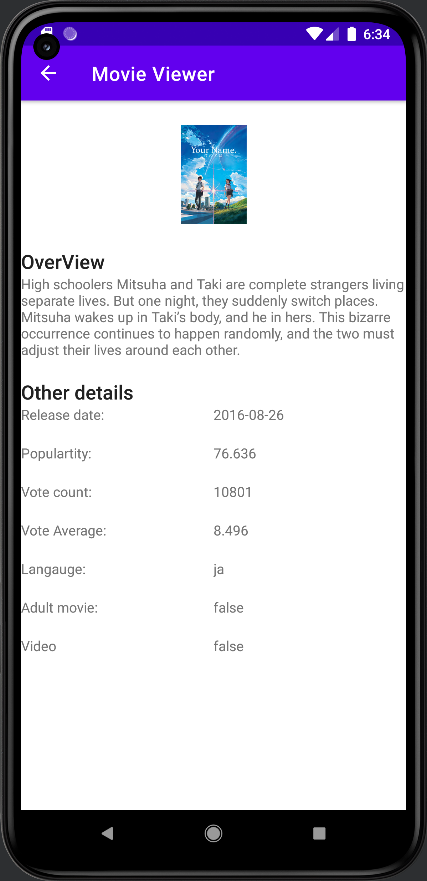 6:34
Movie Viewer
Your Name.
OverView
High schoolers Mitsuha and Taki are complete strangers living
separate lives. But one night, they suddenly switch places.
Mitsuha wakes up in Taki’s body, and he in hers. This bizarre
occurrence continues to happen randomly, and the two must
adjust their lives around each other.
Other details
Release date: 2016-08-26
Populartity: 76.636
Vote count: 10801
Vote Average: 8.496
Langauge: ja
Adult movie: false
Video false